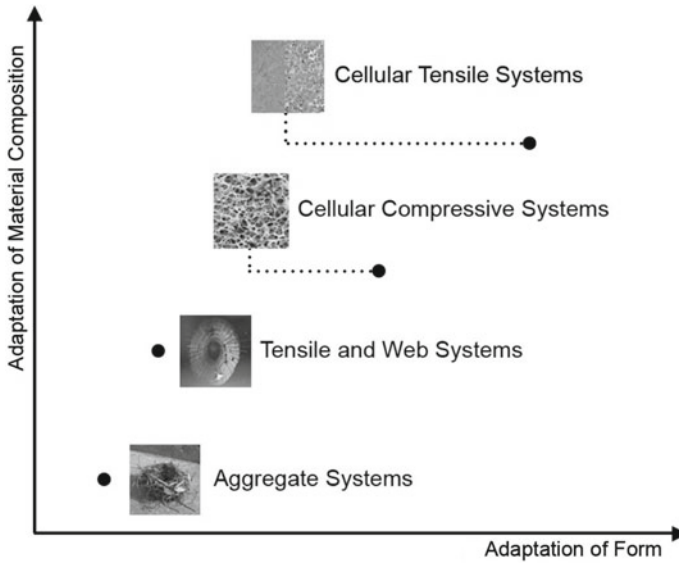 Cellular Tensile Systems
Cellular Compressive Systems
Tensile and Web Systems
Aggregate Systems
Adaptation of Material Composition
Adaptation of Form